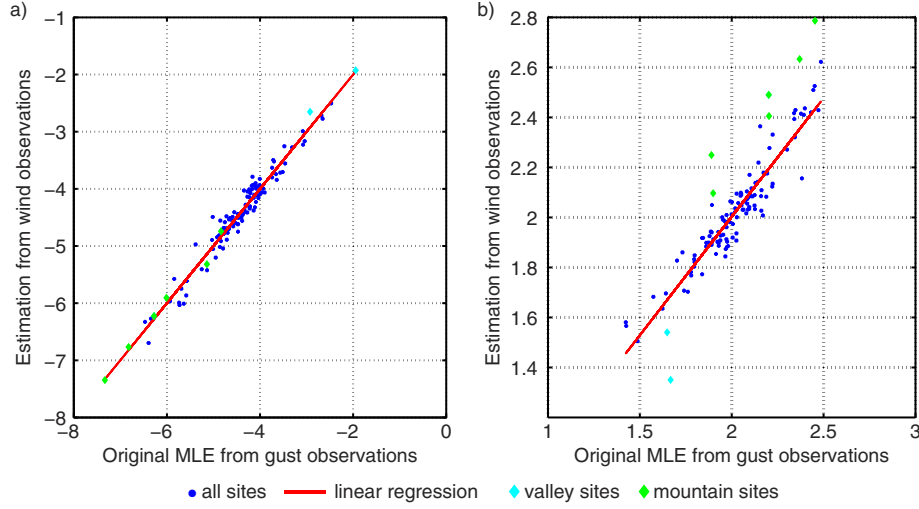 a)
−1
−2
−3
−4
−5
−6
−7
−8
−8 −6 −4 −2 0
Estimation from wind observations
Original MLE from gust observations
b)
2.8
2.6
2.4
2.2
2
1.8
1.6
1.4
1 1.5 2 2.5 3
Estimation from wind observations
Original MLE from gust observations
all sites linear regression valley sites mountain sites